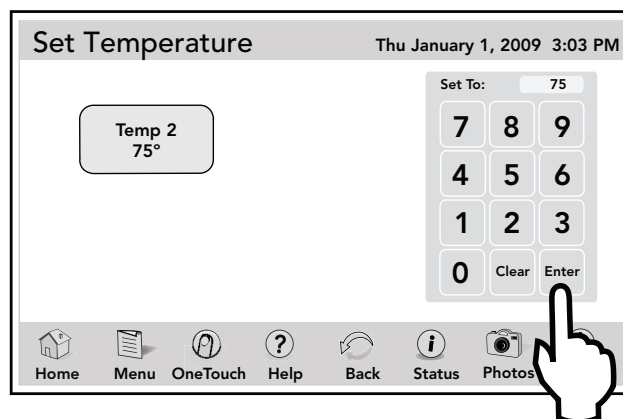 Set Temperature Thu January 1, 2009 3:03 PM
Set To: 75
Temp 2
75°
7 8 9
4 5 6
1 2 3
0 Clear Enter
i ?
Home Menu OneTouch Help Back Status Photos